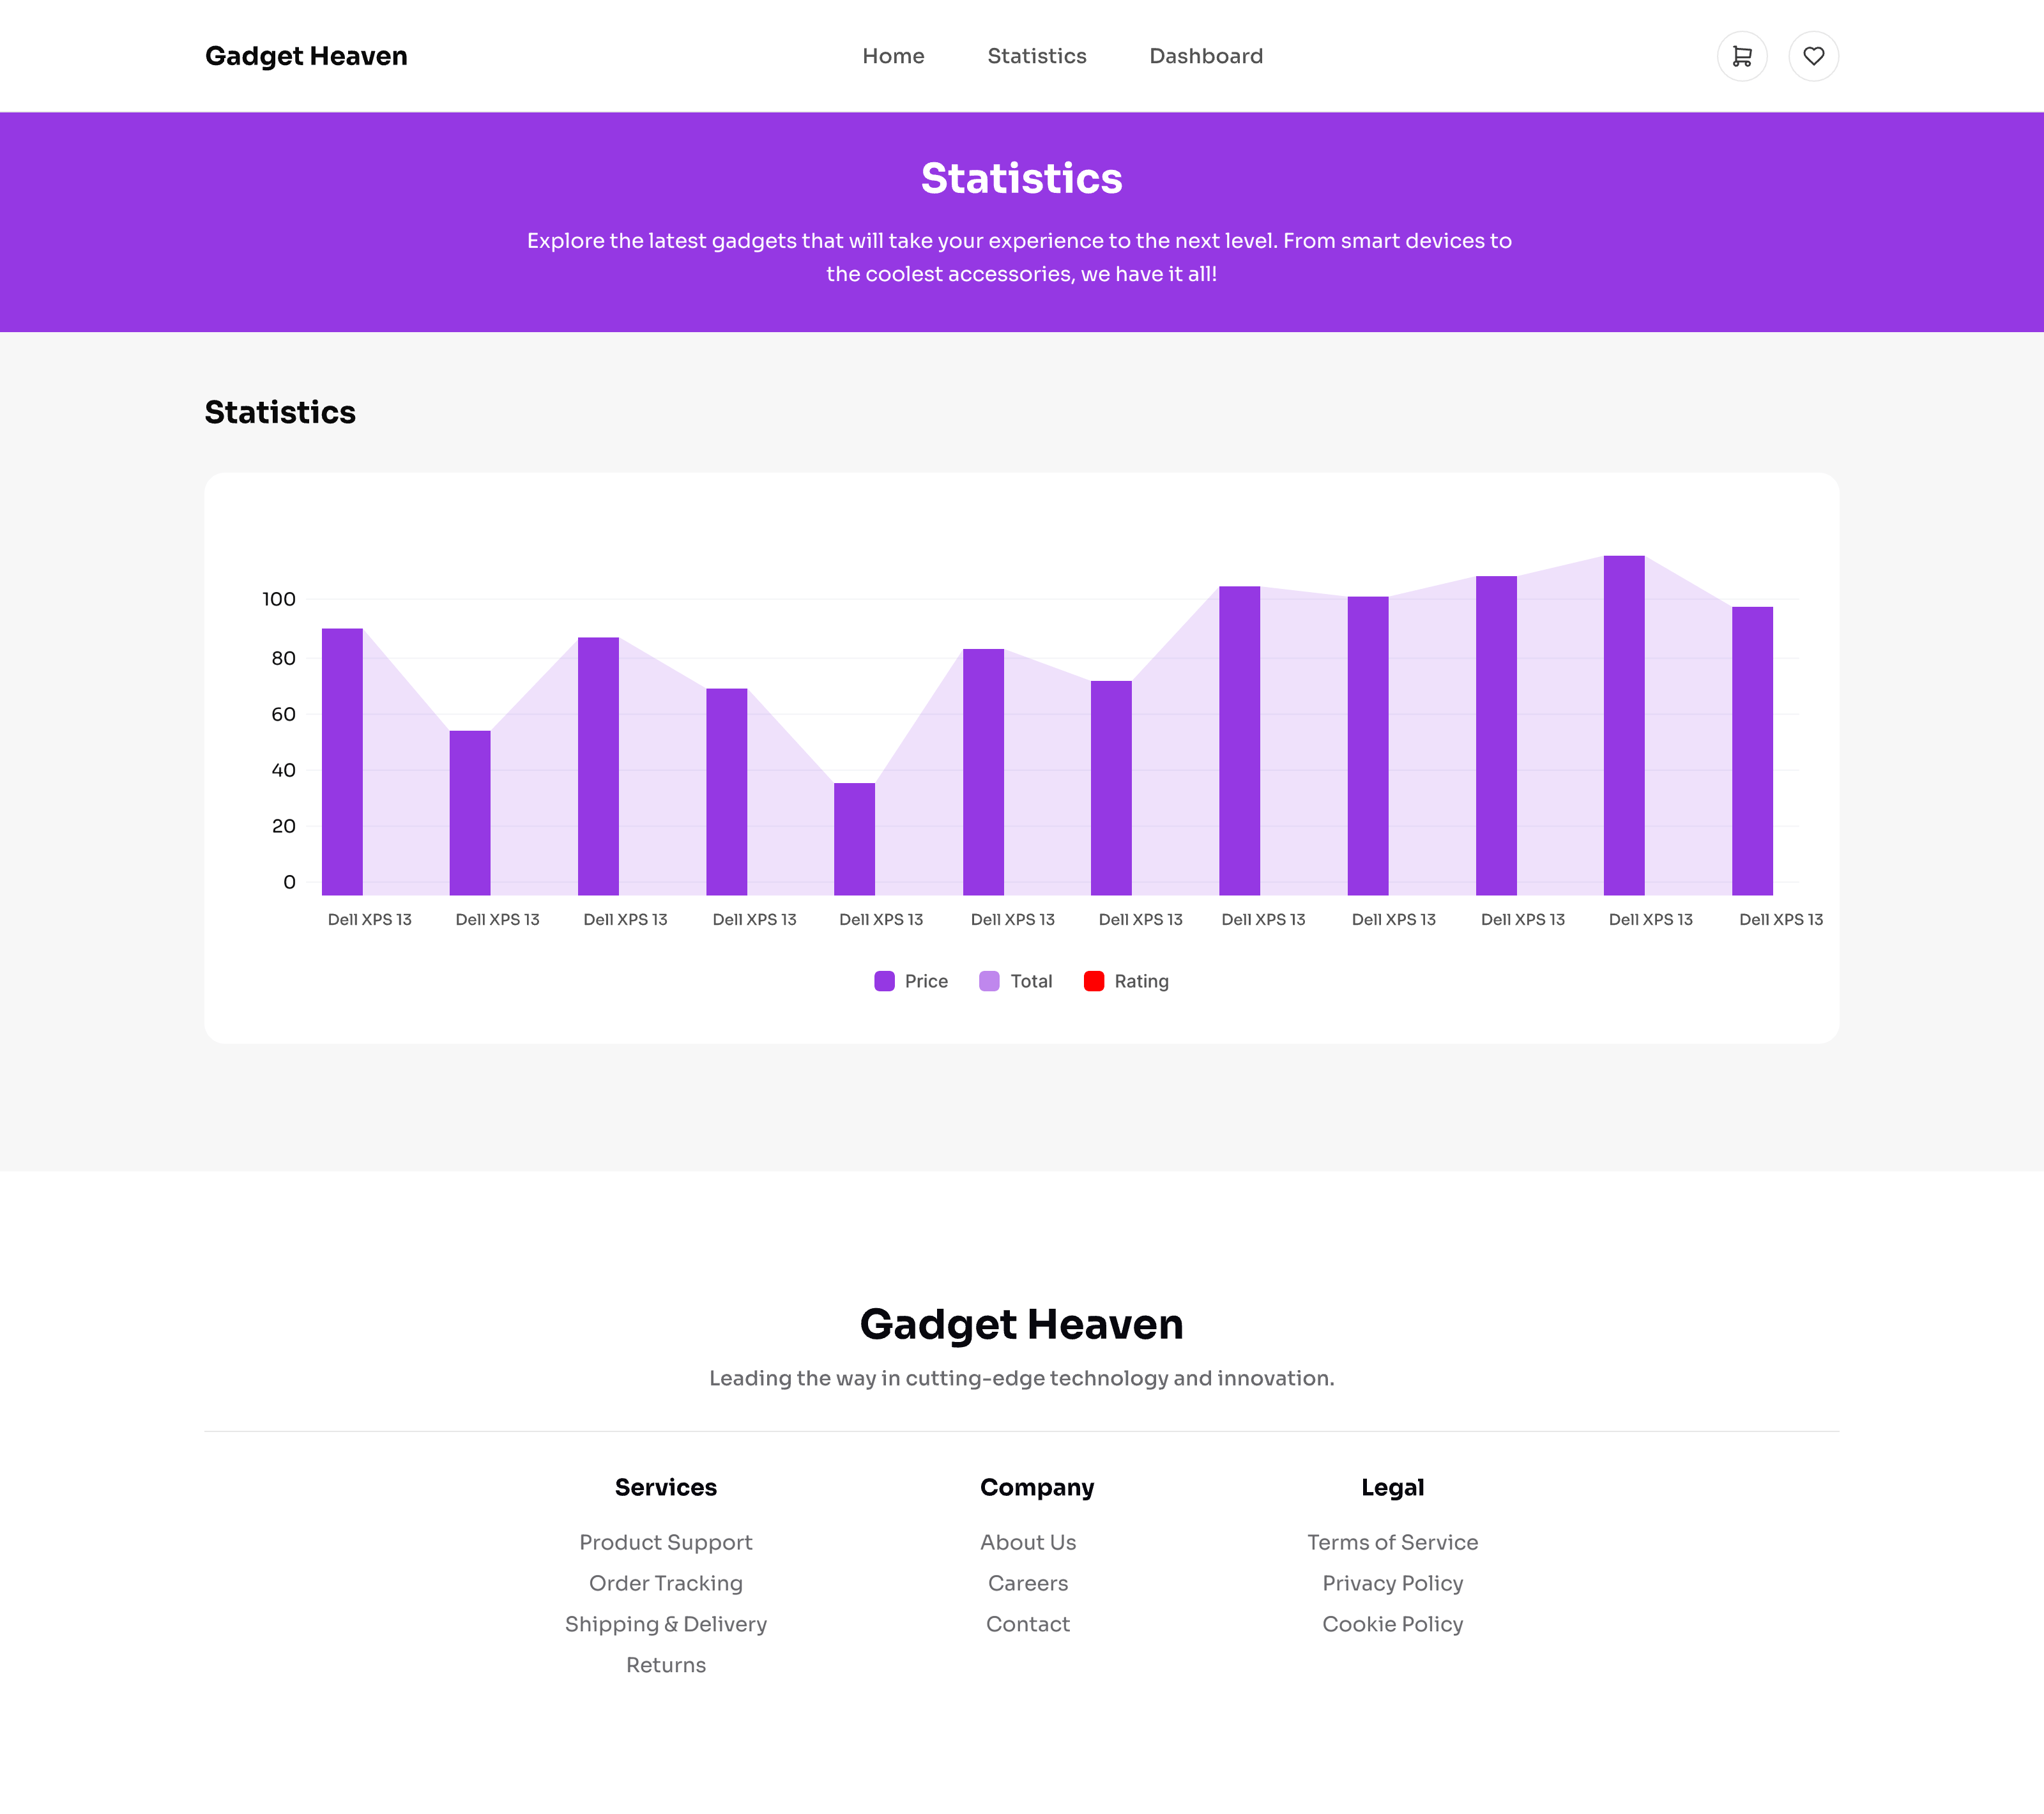 Gadget Heaven
Home Statistics Dashboard
Statistics
Explore the latest gadgets that will take your experience to the next level. From smart devices to
the coolest accessories, we have it all!
Statistics
100
80
60
40
20
0
Dell XPS 13 Dell XPS 13 Dell XPS 13 Dell XPS 13 Dell XPS 13 Dell XPS 13 Dell XPS 13 Dell XPS 13 Dell XPS 13 Dell XPS 13 Dell XPS 13 Dell XPS 13
Price Total Rating
Gadget Heaven
Leading the way in cutting-edge technology and innovation.
Services
Product Support
Order Tracking
Shipping & Delivery
Returns
Company
About Us
Careers
Contact
Legal
Terms of Service
Privacy Policy
Cookie Policy